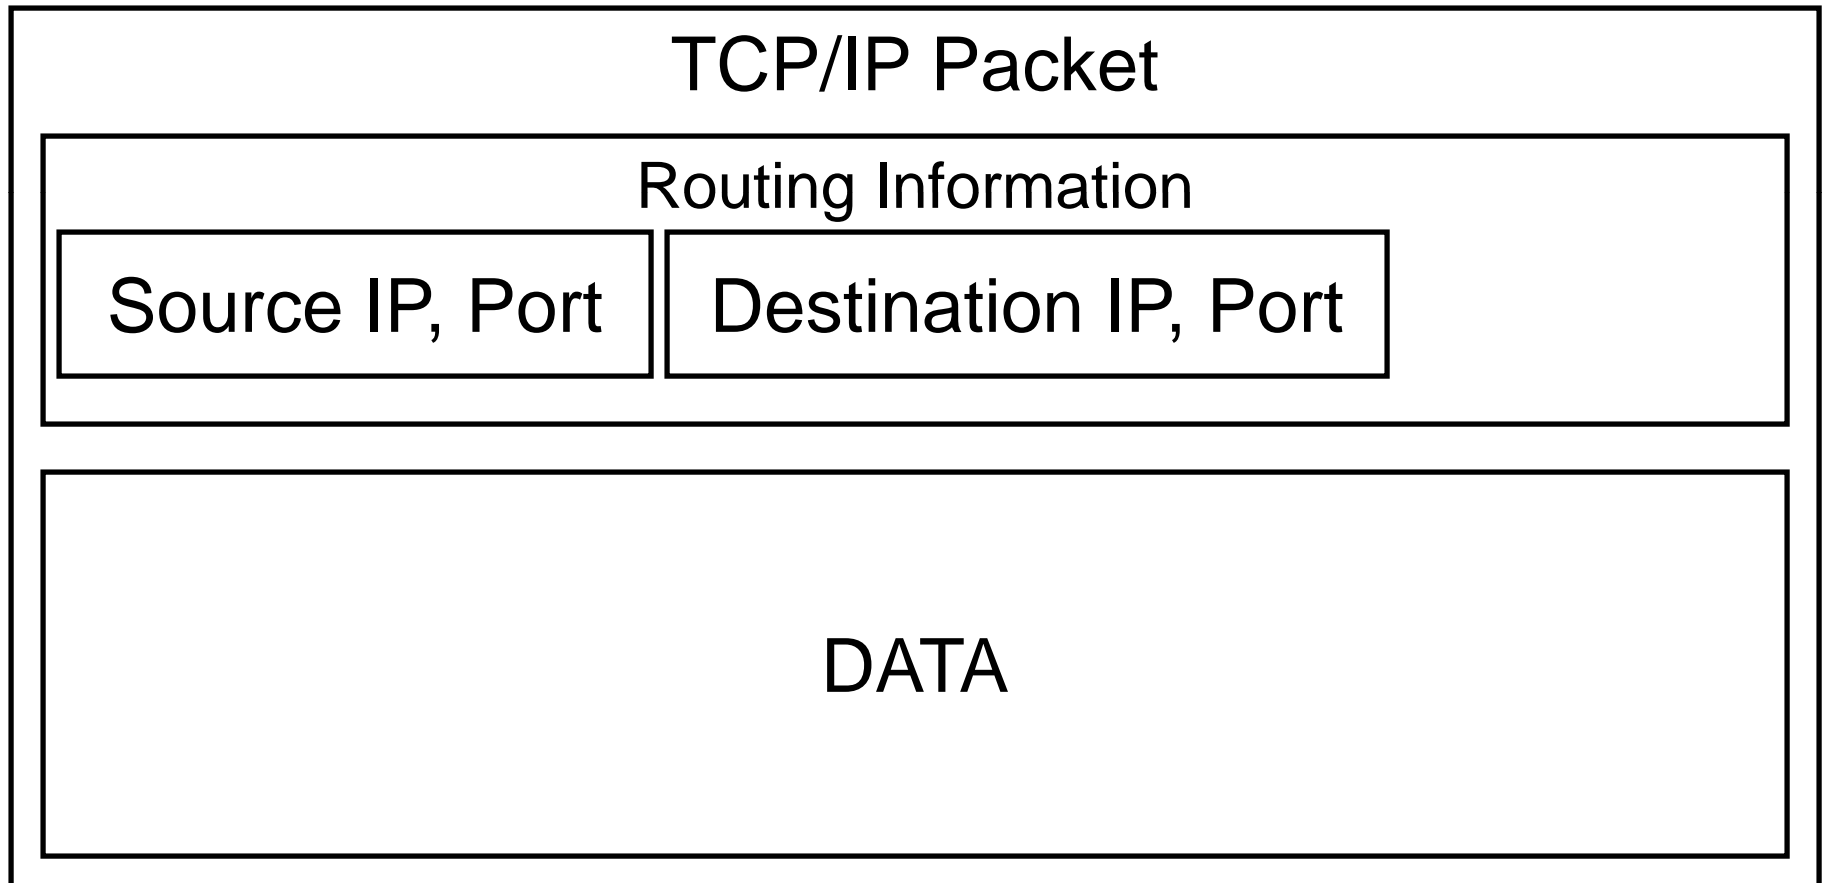 TCP/IP Packet
Routing Information
Source IP, Port
Destination IP, Port
DATA